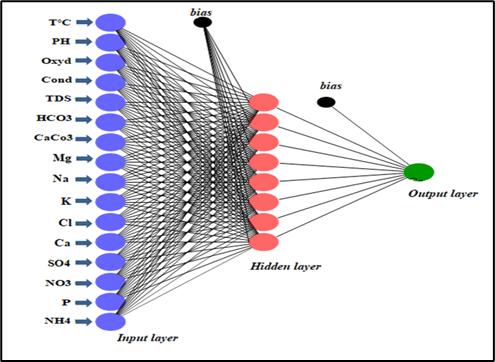 bias
T°C
PH
Oxyd
bias
Cond
TDS
HCO3
CaCo3
Mg
Na
K
Output layer
Cl
Ca
Hidden layer
SO4
NO3
P
NH4
Input layer